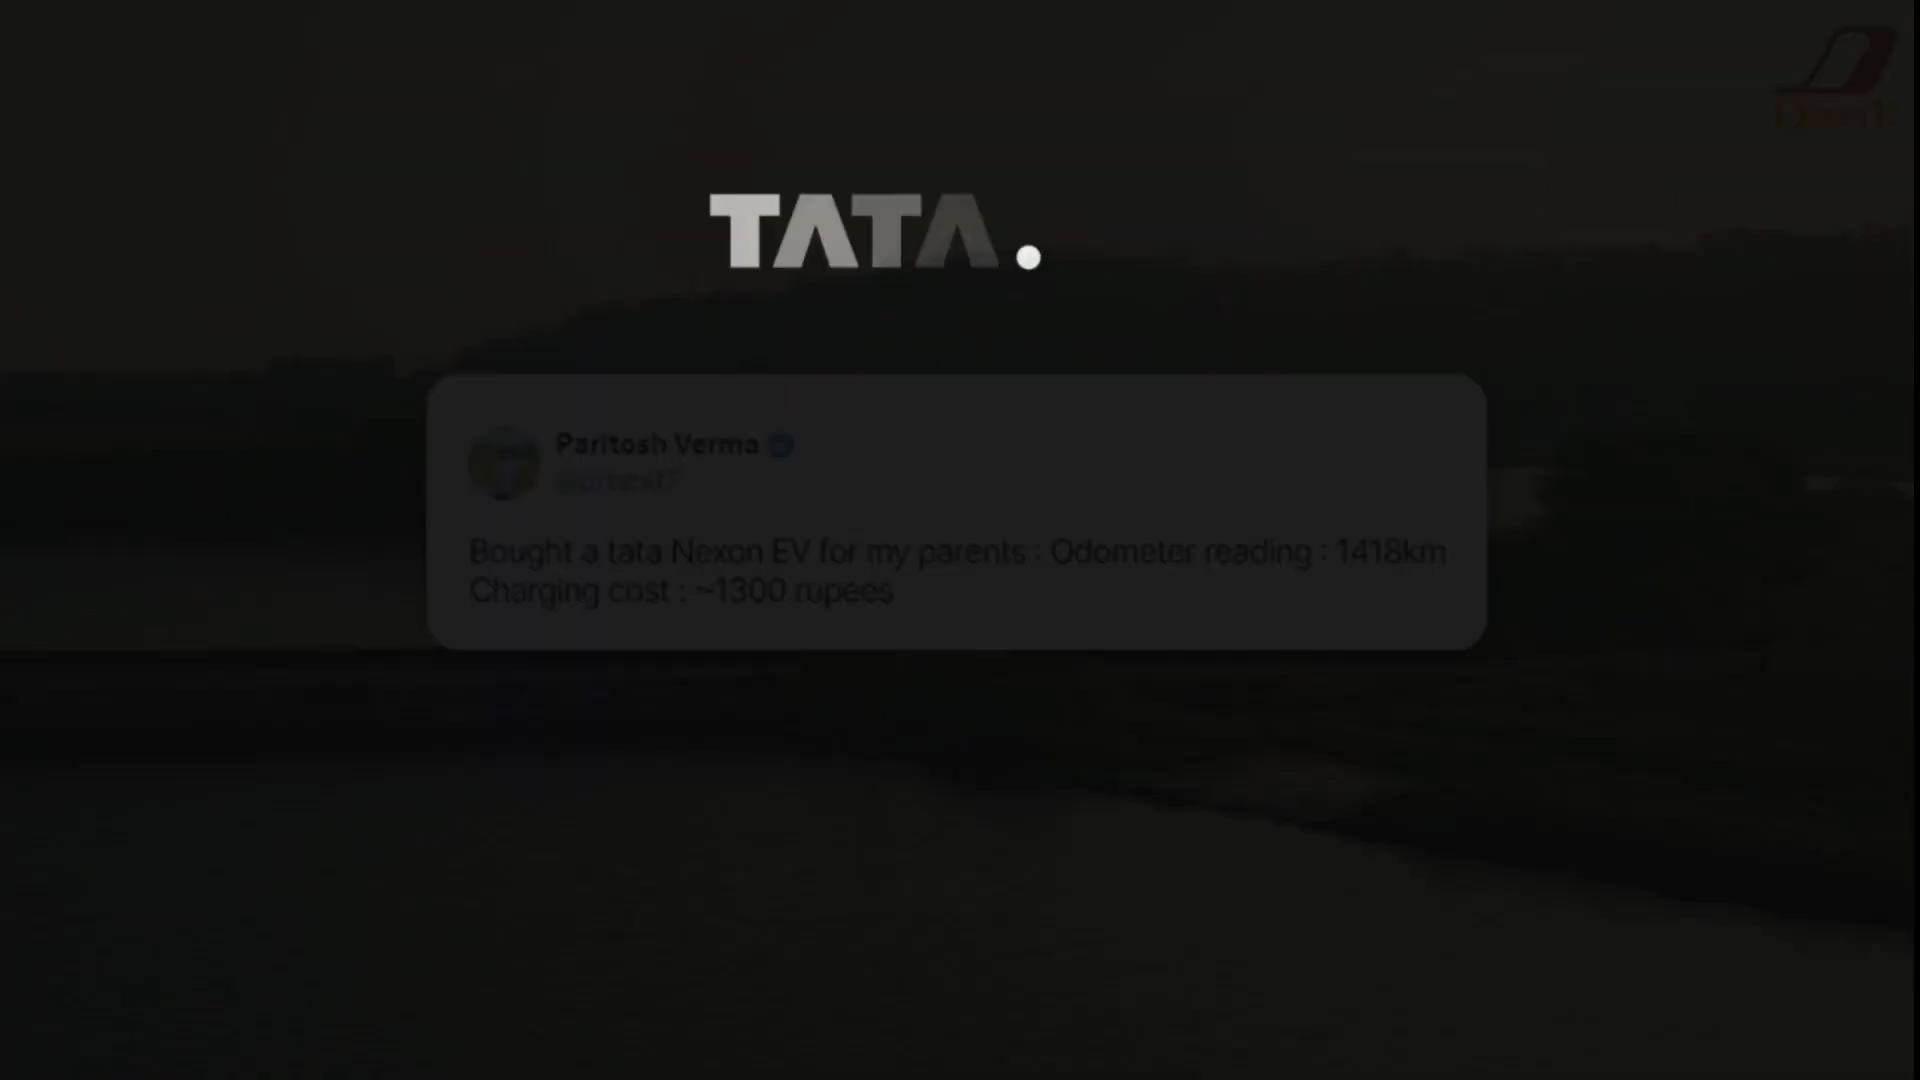 TATA.
Paritosh Verma
Bought a tata Nexon EV for my parents : Odometer reading : 1418km
Charging cost : ~1300 rupees